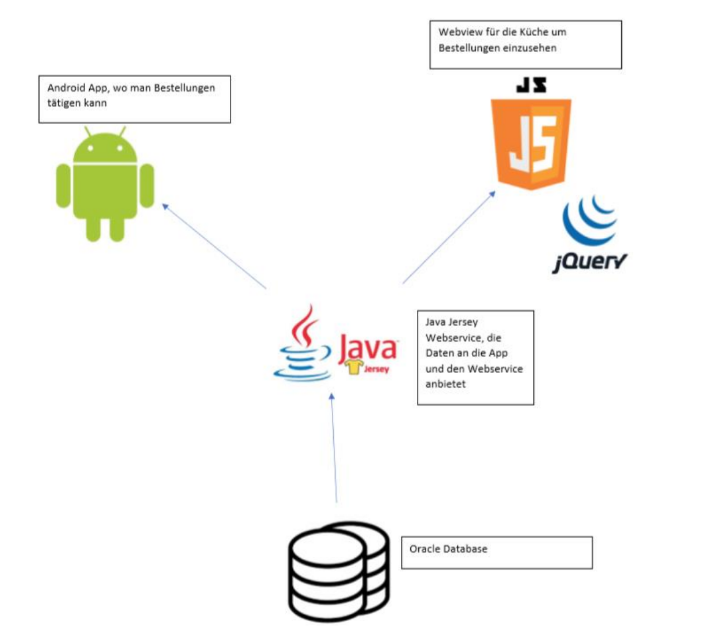 Webview für die Küche um
Bestellungen einzusehen
Android App, wo man Bestellungen
tätigen kann
JS
JS
jQuery
Java Jersey
Webservice, die
Daten an die App
und den Webservice
anbietet
Java
Jersey
Oracle Database